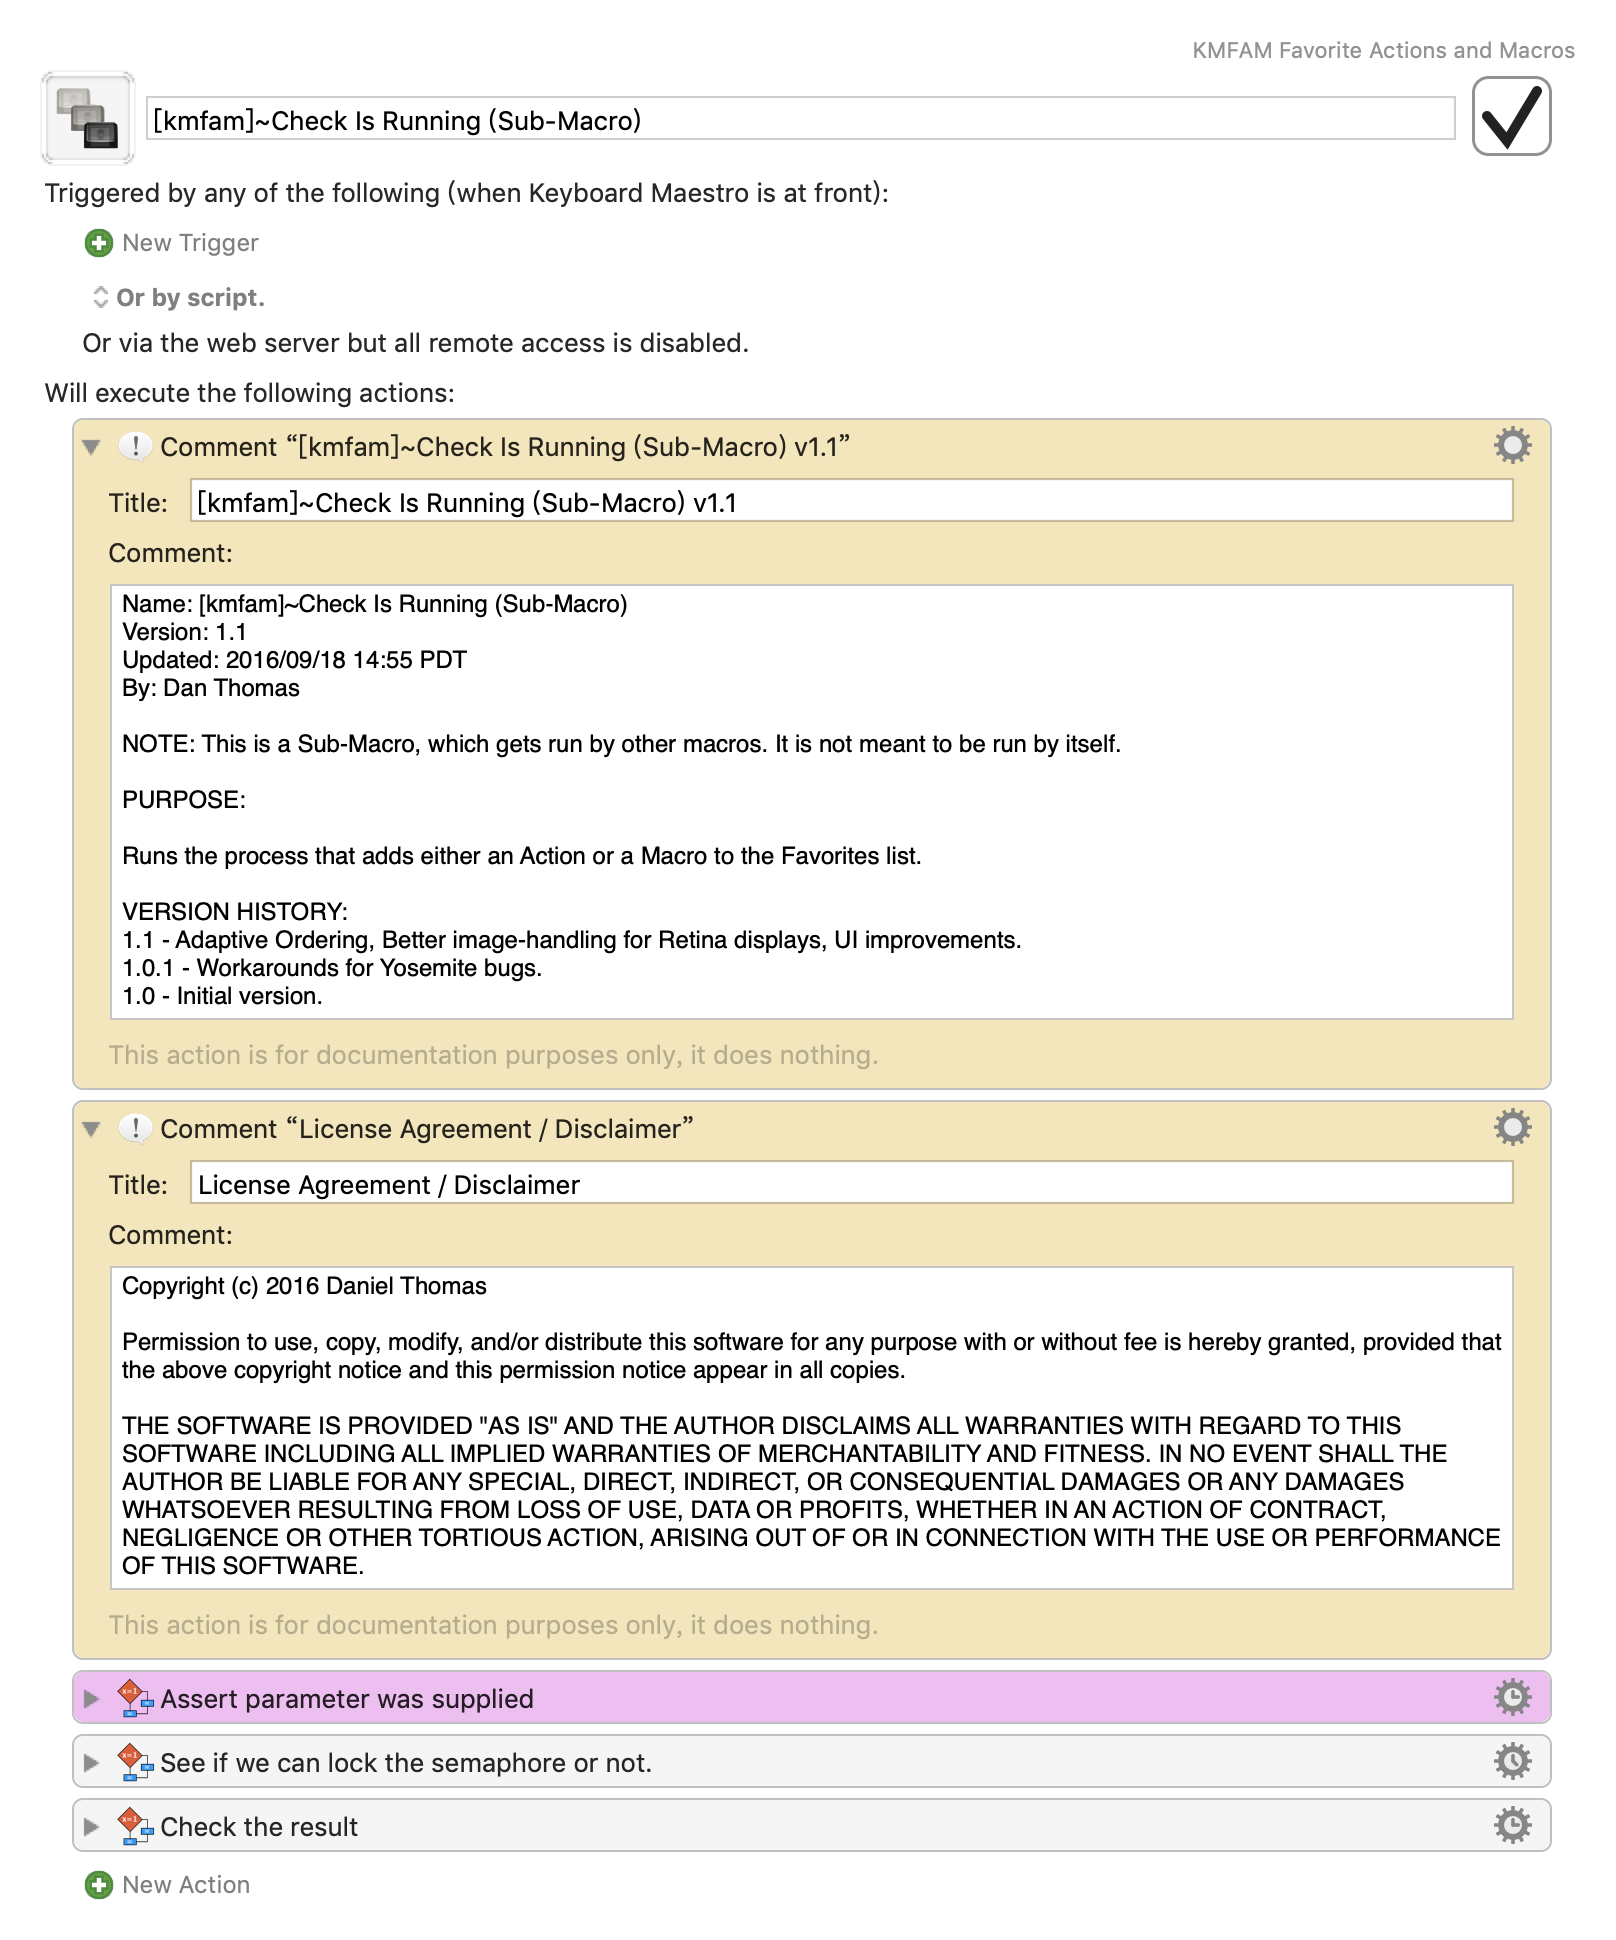 KMFAM Favorite Actions and Macros
[kmfam]~Check Is Running (Sub-Macro)
Triggered by any of the following (when Keyboard Maestro is at front):
New Trigger
Or by script.
Or via the web server but all remote access is disabled.
Will execute the following actions:
Comment “[kmfam]~Check Is Running (Sub-Macro) v1.1”
Title: [kmfam]~Check Is Running (Sub-Macro) v1.1
Comment:
Name: [kmfam]~Check Is Running (Sub-Macro)
Version: 1.1
Updated: 2016/09/18 14:55 PDT
By: Dan Thomas
NOTE: This is a Sub-Macro, which gets run by other macros. It is not meant to be run by itself.
PURPOSE:
Runs the process that adds either an Action or a Macro to the Favorites list.
VERSION HISTORY:
1.1 - Adaptive Ordering, Better image-handling for Retina displays, UI improvements.
1.0.1 - Workarounds for Yosemite bugs.
1.0 - Initial version.
This action is for documentation purposes only, it does nothing.
Comment “License Agreement / Disclaimer”
Title: License Agreement / Disclaimer
Comment:
Copyright (c) 2016 Daniel Thomas
Permission to use, copy, modify, and/or distribute this software for any purpose with or without fee is hereby granted, provided that
the above copyright notice and this permission notice appear in all copies.
THE SOFTWARE IS PROVIDED "AS IS" AND THE AUTHOR DISCLAIMS ALL WARRANTIES WITH REGARD TO THIS
SOFTWARE INCLUDING ALL IMPLIED WARRANTIES OF MERCHANTABILITY AND FITNESS. IN NO EVENT SHALL THE
AUTHOR BE LIABLE FOR ANY SPECIAL, DIRECT, INDIRECT, OR CONSEQUENTIAL DAMAGES OR ANY DAMAGES
WHATSOEVER RESULTING FROM LOSS OF USE, DATA OR PROFITS, WHETHER IN AN ACTION OF CONTRACT,
NEGLIGENCE OR OTHER TORTIOUS ACTION, ARISING OUT OF OR IN CONNECTION WITH THE USE OR PERFORMANCE
OF THIS SOFTWARE.
This action is for documentation purposes only, it does nothing.
Assert parameter was supplied
See if we can lock the semaphore or not.
Check the result
New Action